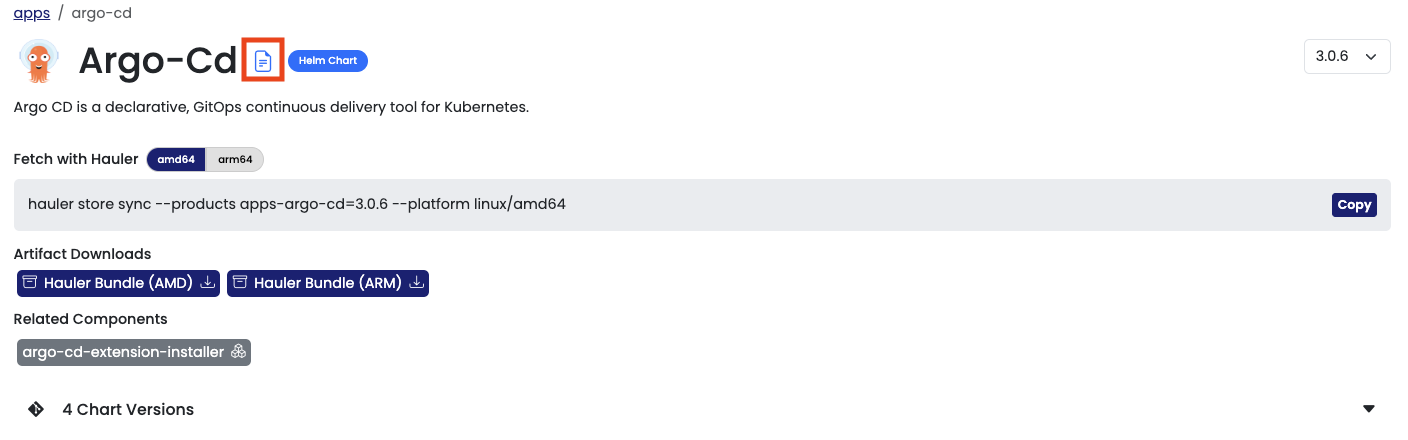 apps / argo-cd
Argo-Cd Helm Chart 3.0.6
Argo CD is a declarative, GitOps continuous delivery tool for Kubernetes.
Fetch with Hauler amd64 arm64
hauler store sync --products apps-argo-cd=3.0.6 --platform linux/amd64 Copy
Artifact Downloads
Hauler Bundle (AMD) Hauler Bundle (ARM)
Related Components
argo-cd-extension-installer
4 Chart Versions